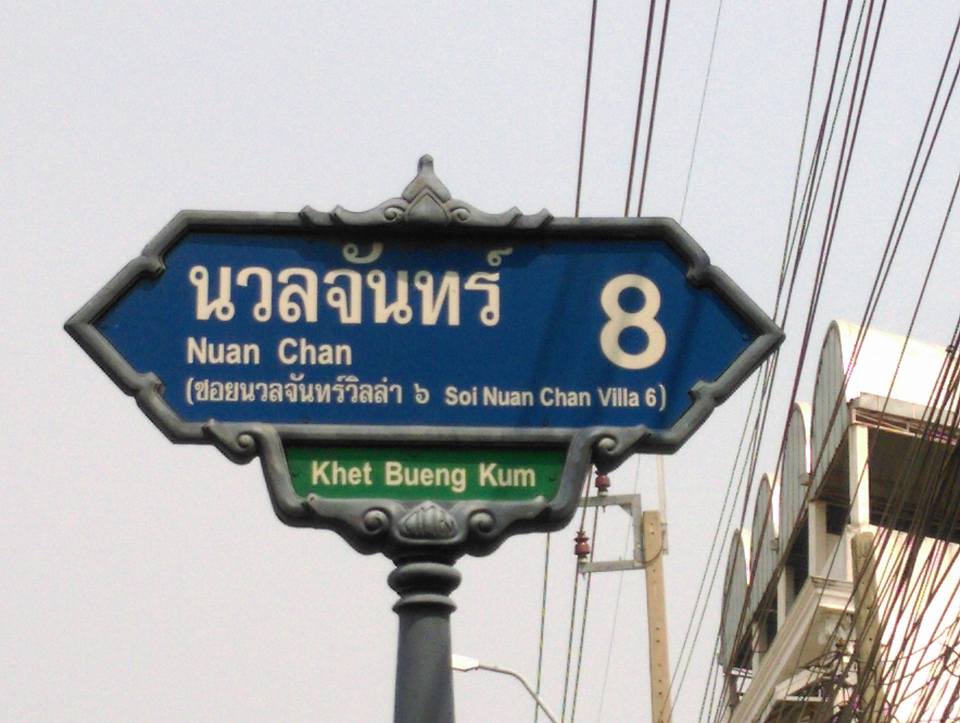 นวลจันทร์ 8
Nuan Chan
(ซอยนวลจันทร์วิลล่า ๖ Soi Nuan Chan Villa 6)
Khet Bueng Kum